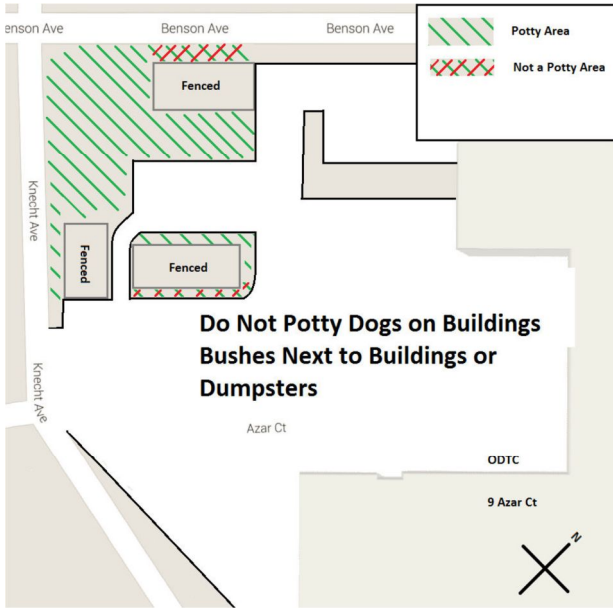 enson Ave
Benson Ave
Benson Ave
Potty Area
Not a Potty Area
Fenced
Knecht Ave
Fenced
Fenced
Do Not Potty Dogs on Buildings
Bushes Next to Buildings or
Dumpsters
Knecht Ave
Azar Ct
ODTC
9 Azar Ct
N